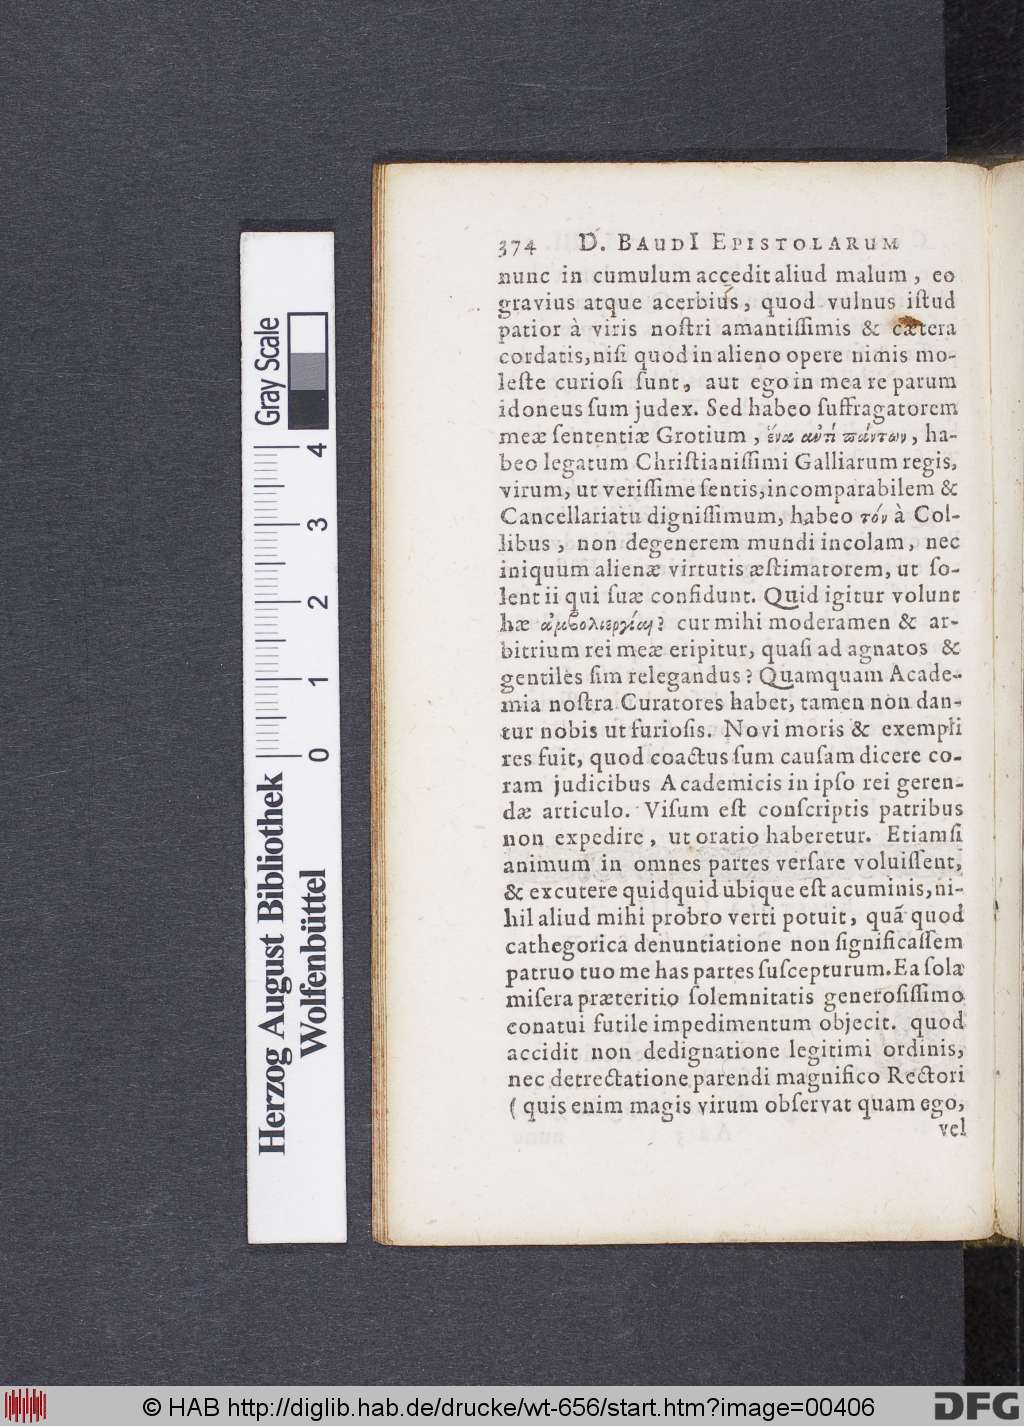 374 D. BAUDI EPISTOLARUM
nunc in cumulum accedit aliud malum, eo
gravius atque acerbius, quod vulnus iſtud
patior à viris noſtri amantiſſimis & cætera
cordatis, niſi quod in alieno opere nimis mo-
leſte curioſi ſunt, aut ego in mea re parum
idoneus ſum judex. Sed habeo ſuffragatorem
meæ ſententiæ Grotium, ἕνα ἀντὶ πάντων, ha-
beo legatum Chriſtianiſſimi Galliarum regis,
virum, ut veriſſime ſentis, incomparabilem &
Cancellariatu digniſſimum, habeo τόν à Col-
libus, non degenerem mundi incolam, nec
iniquum alienæ virtutis æſtimatorem, ut ſo-
lent ii qui ſuæ confidunt. Quid igitur volunt
hæ ἀμβολιεργίαι? cur mihi moderamen & ar-
bitrium rei meæ eripitur, quaſi ad agnatos &
gentiles ſim relegandus? Quamquam Acade-
mia noſtra Curatores habet, tamen non dan-
tur nobis ut furioſis. Novi moris & exempli
res fuit, quod coactus ſum cauſam dicere co-
ram judicibus Academicis in ipſo rei geren-
dæ articulo. Viſum eſt conſcriptis patribus
non expedire, ut oratio haberetur. Etiamſi
animum in omnes partes verſare voluiſſent,
& excutere quidquid ubique eſt acuminis, ni-
hil aliud mihi probro verti potuit, quã quod
cathegorica denuntiatione non ſignificaſſem
patruo tuo me has partes ſuſcepturum. Ea ſola
miſera præteritio ſolemnitatis generoſiſſimo
conatui futile impedimentum objecit. quod
accidit non dedignatione legitimi ordinis,
nec detrectatione parendi magnifico Rectori
( quis enim magis virum obſervat quam ego,
vel
Herzog August Bibliothek
Wolfenbüttel
0 1 2 3 4
Gray Scale
© HAB http://diglib.hab.de/drucke/wt-656/start.htm?image=00406
DFG